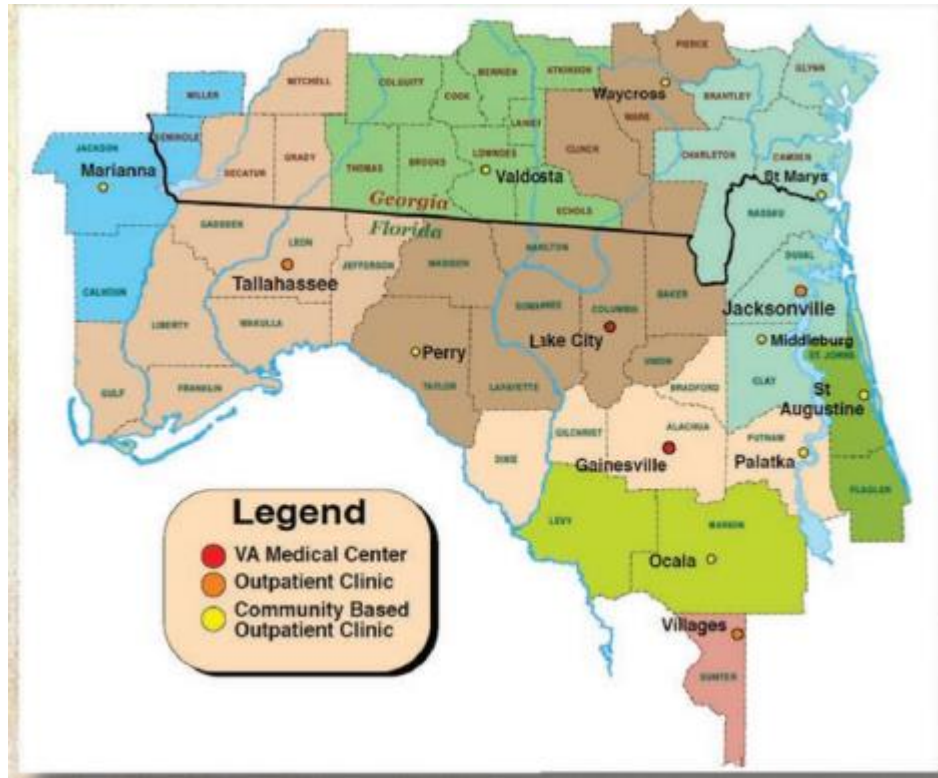 PIERCE
MITCHELL
GLYNN
BERRIEN
ATKINSON
COLQUITT
MILLER
COOK
Waycross
BRANTLEY
WARE
LANIER
SEMINOLE
JACKSON
CLINCH
GRADY
BROOKS
LOWNDES
CHARLTON
CAMDEN
Marianna
DECATUR
THOMAS
Valdosta
St Marys
Georgia
ECHOLS
NASSAU
GADSDEN
Florida
LEON
HAMILTON
DUVAL
JEFFERSON
MADISON
Tallahassee
BAKER
CALHOUN
COLUMBIA
Jacksonville
LIBERTY
WAKULLA
Lake City
Middleburg
Perry
ST. JOHNS
UNION
GULF
FRANKLIN
TAYLOR
LAFAYETTE
BRADFORD
CLAY
St
Augustine
GILCHRIST
ALACHUA
PUTNAM
DIXIE
Gainesville
Palatka
FLAGLER
Legend
LEVY
MARION
VA Medical Center
Ocala
Outpatient Clinic
Community Based
Outpatient Clinic
Villages
SUMTER